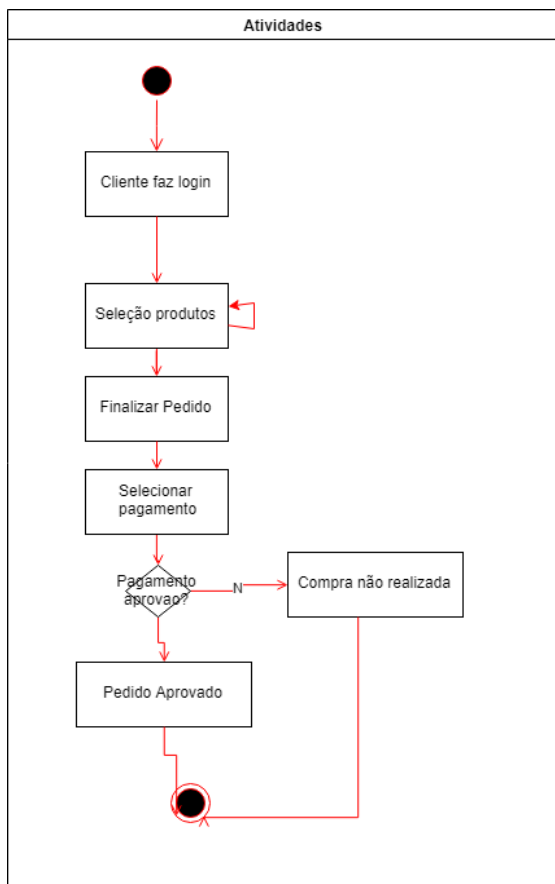 Atividades
Cliente faz login
Seleção produtos
Finalizar Pedido
Selecionar
pagamento
Pagamento
aprovao?
N
Compra não realizada
Pedido Aprovado